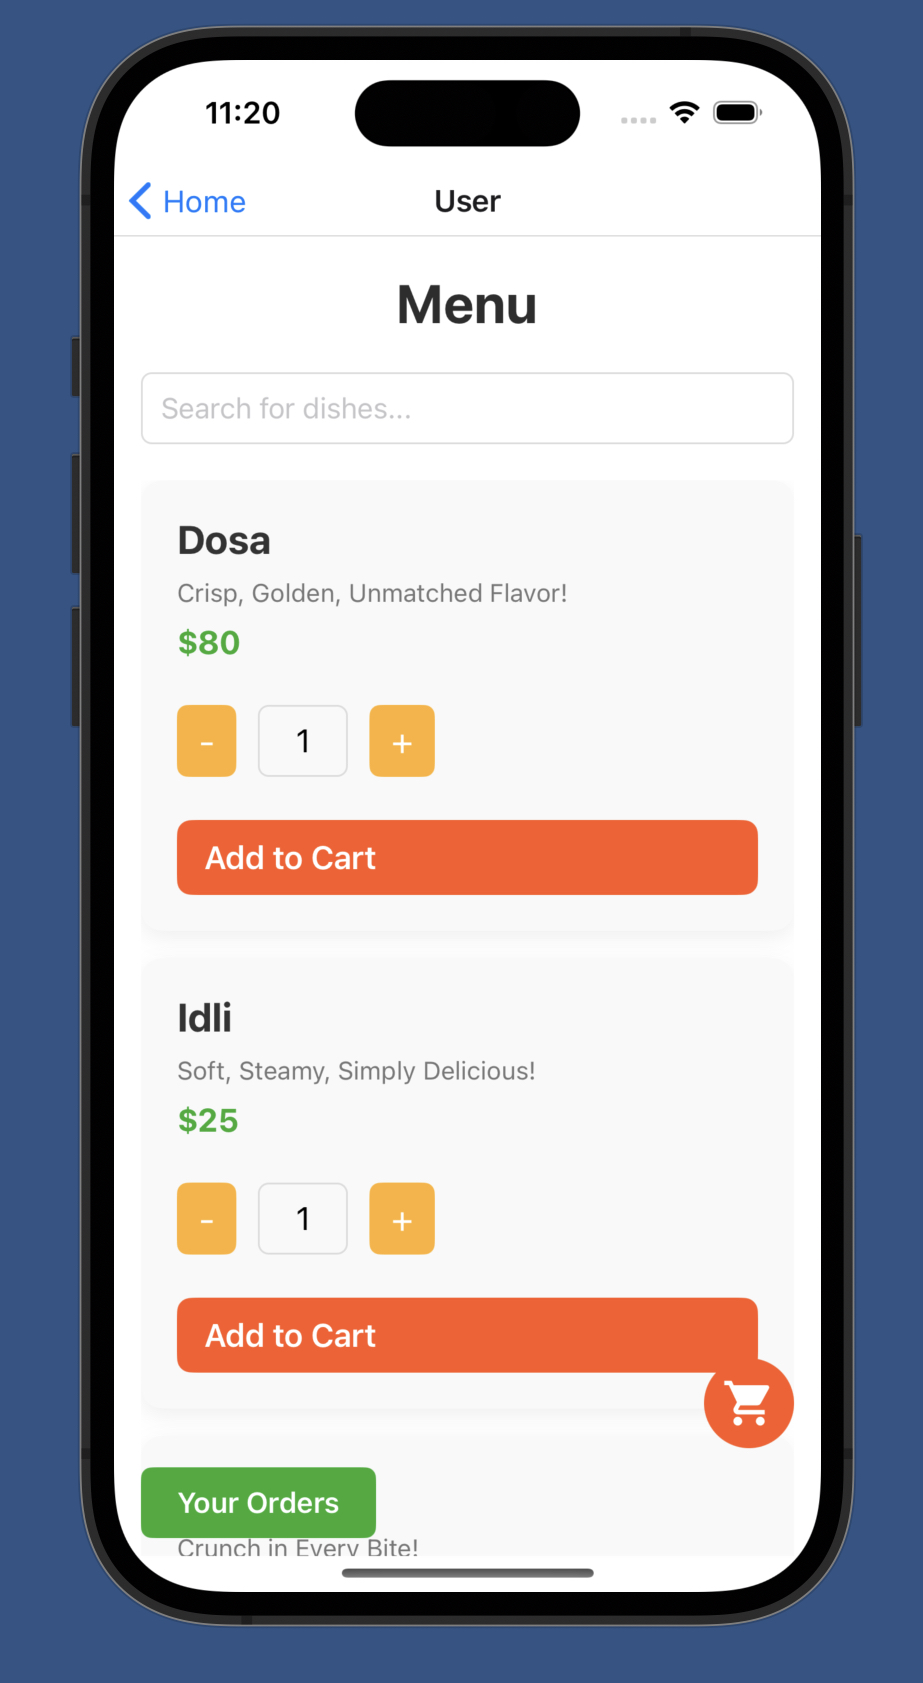 11:20
Home
User
Menu
Search for dishes...
Dosa
Crisp, Golden, Unmatched Flavor!
$80
- 1 +
Add to Cart
Idli
Soft, Steamy, Simply Delicious!
$25
- 1 +
Add to Cart
Your Orders
Crunch in Every Bite!